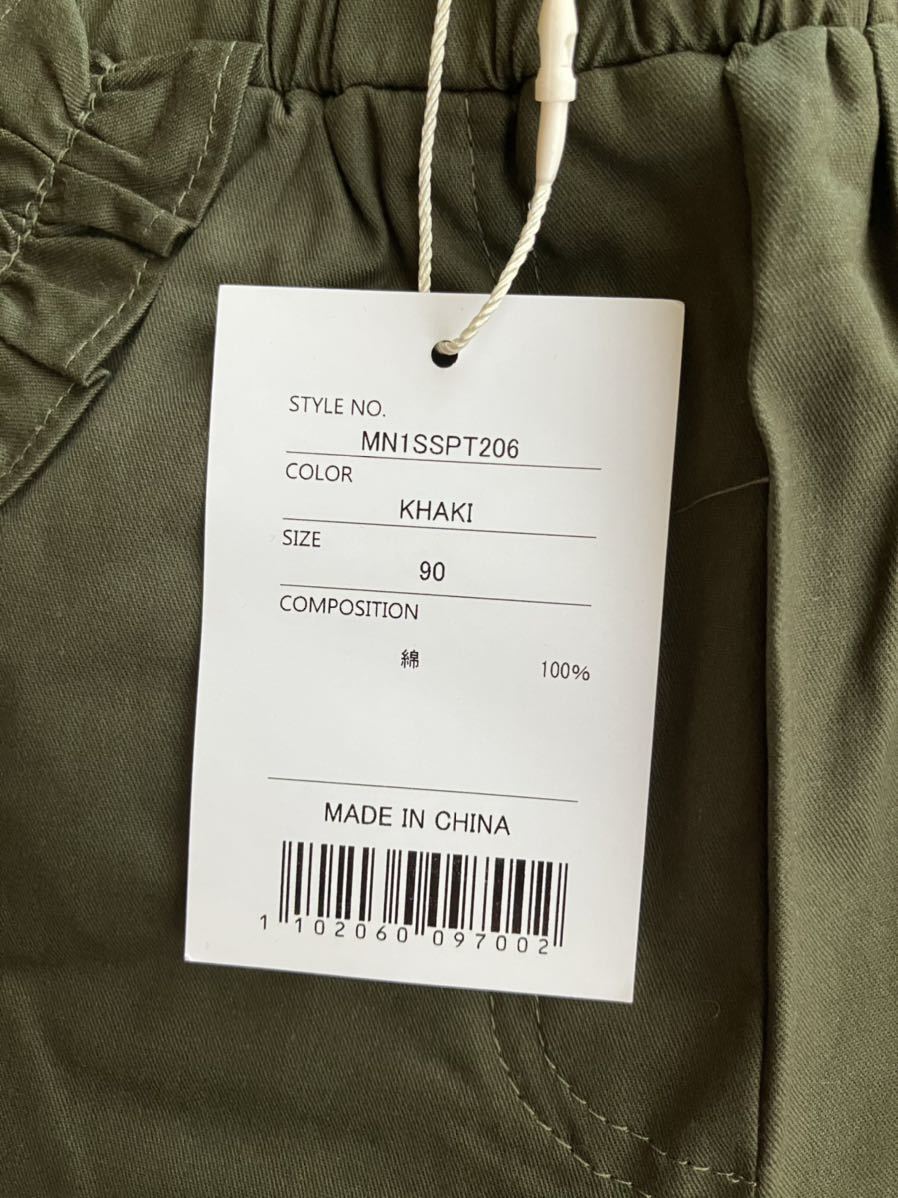 STYLE NO.
MN1SSPT206
COLOR
KHAKI
SIZE
90
COMPOSITION
綿 100%
MADE IN CHINA
1 102060 097002